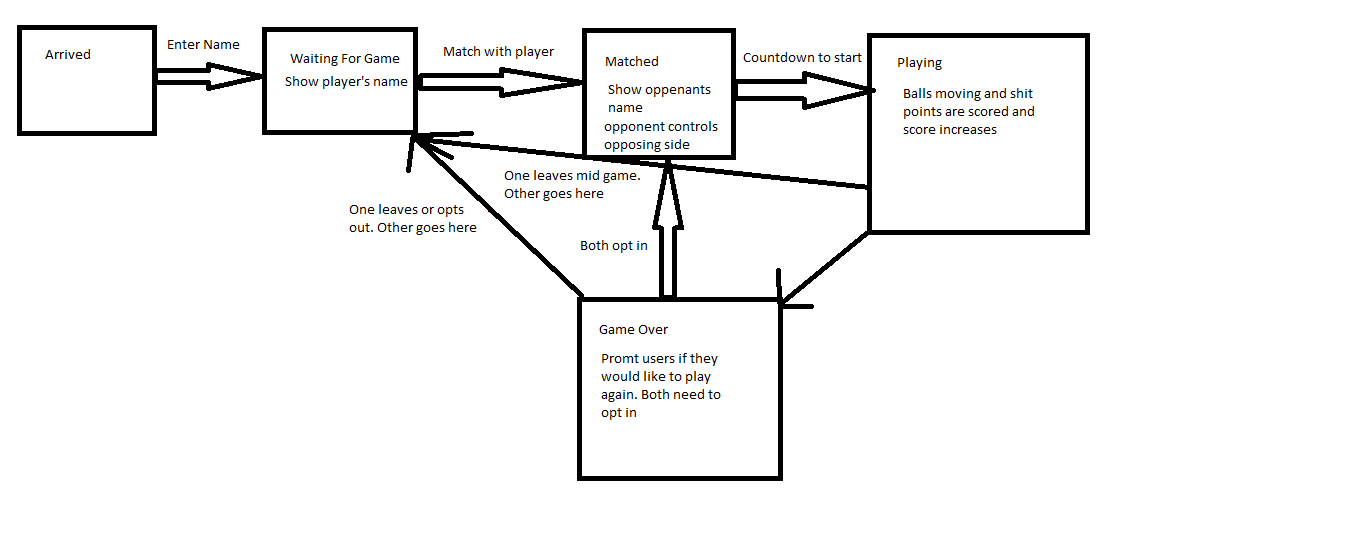 Arrived
Enter Name
Waiting For Game
Show player's name
Match with player
Matched
Show oppenants
name
opponent controls
opposing side
Countdown to start
Playing
Balls moving and shit
points are scored and
score increases
One leaves mid game.
Other goes here
One leaves or opts
out. Other goes here
Both opt in
Game Over
Promt users if they
would like to play
again. Both need to
opt in